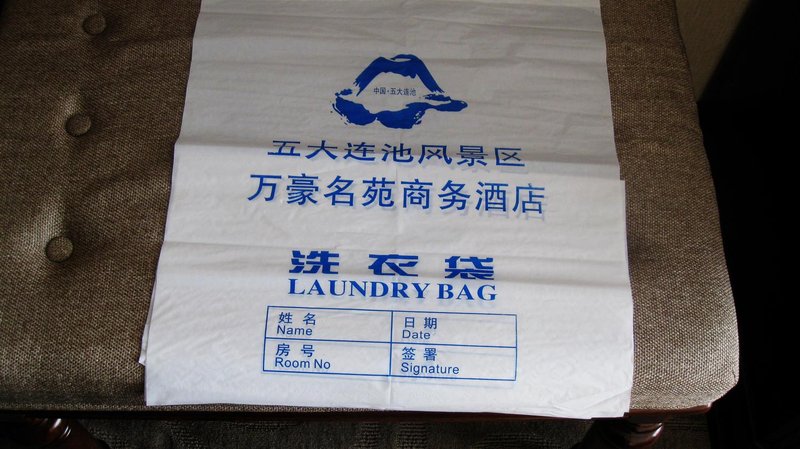 中国·五大连池
五大连池风景区
万豪名苑商务酒店
洗衣袋
LAUNDRY BAG
姓名
Name
日期
Date
房号
Room No
签署
Signature